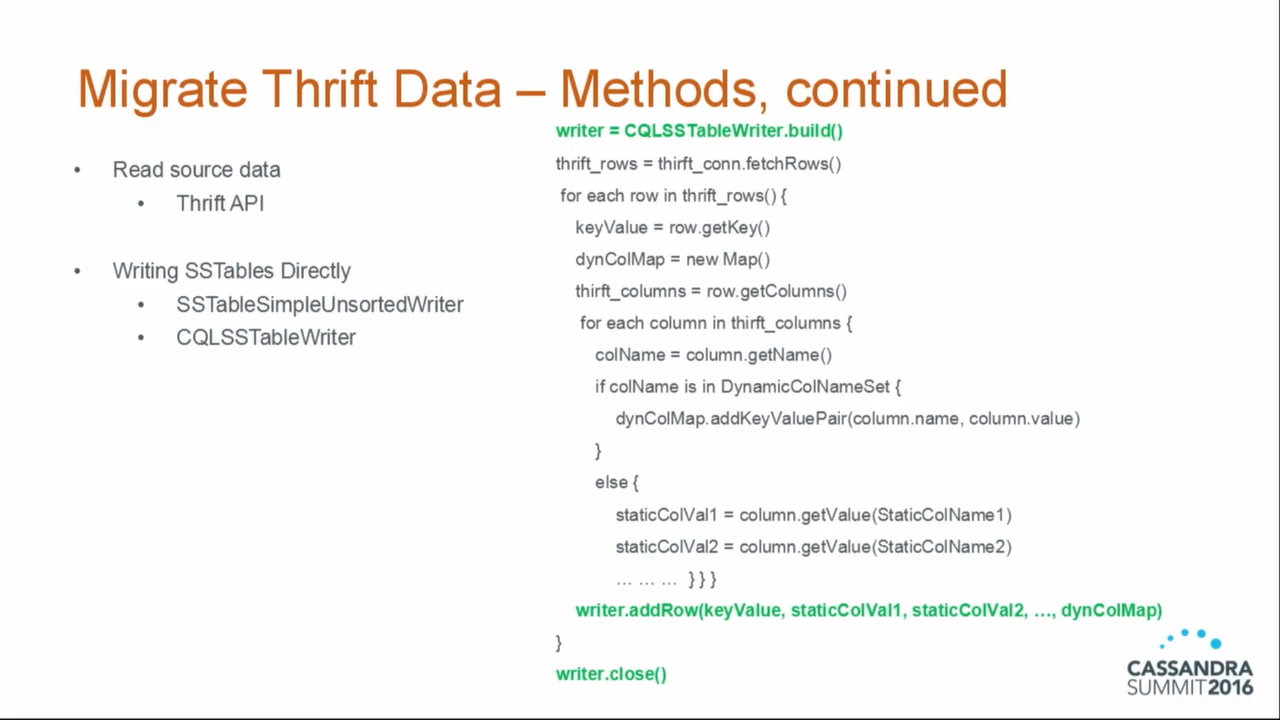 Migrate Thrift Data – Methods, continued
• Read source data
• Thrift API
• Writing SSTables Directly
• SSTableSimpleUnsortedWriter
• CQLSSTableWriter
writer = CQLSSTableWriter.build()
thrift_rows = thirft_conn.fetchRows()
for each row in thrift_rows() {
keyValue = row.getKey()
dynColMap = new Map()
thirft_columns = row.getColumns()
for each column in thirft_columns {
colName = column.getName()
if colName is in DynamicColNameSet {
dynColMap.addKeyValuePair(column.name, column.value)
}
else {
staticColVal1 = column.getValue(StaticColName1)
staticColVal2 = column.getValue(StaticColName2)
... ... ... } } }
writer.addRow(keyValue, staticColVal1, staticColVal2, ..., dynColMap)
}
writer.close()
CASSANDRA
SUMMIT2016